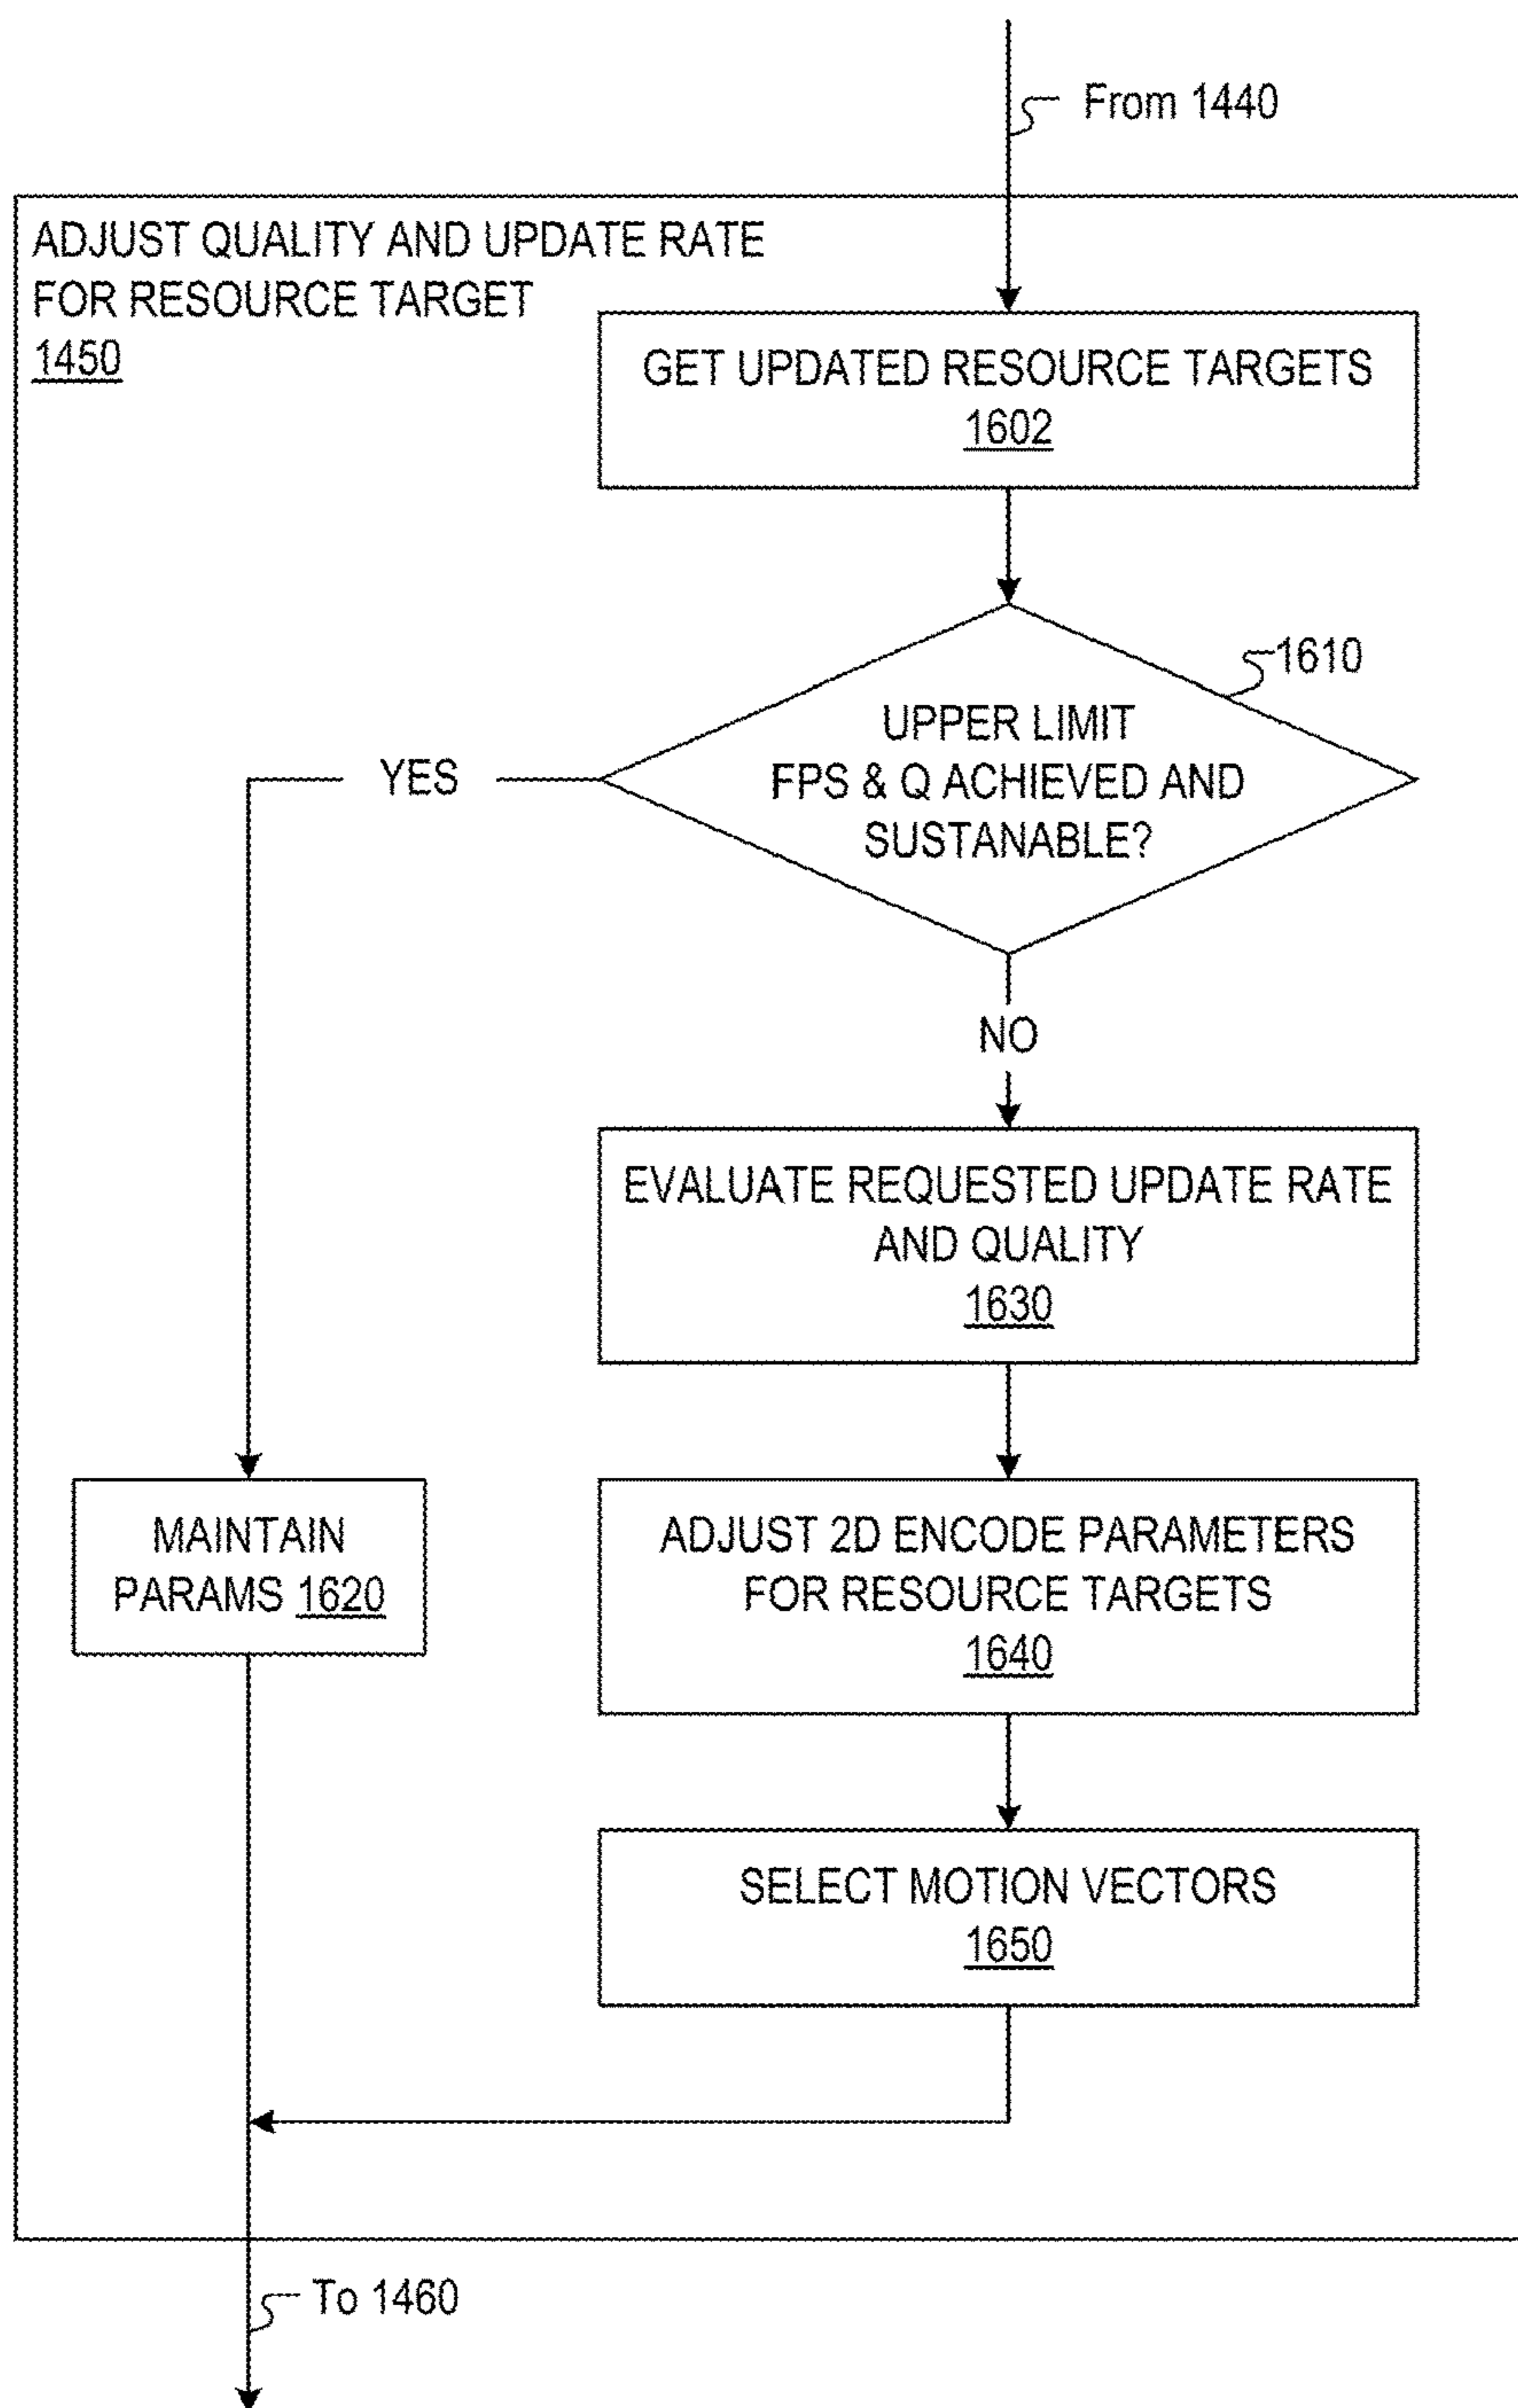 From 1440
ADJUST QUALITY AND UPDATE RATE
FOR RESOURCE TARGET
1450
GET UPDATED RESOURCE TARGETS
1602
1610
UPPER LIMIT
FPS & Q ACHIEVED AND
SUSTANABLE?
YES
NO
EVALUATE REQUESTED UPDATE RATE
AND QUALITY
1630
MAINTAIN
PARAMS 1620
ADJUST 2D ENCODE PARAMETERS
FOR RESOURCE TARGETS
1640
SELECT MOTION VECTORS
1650
To 1460